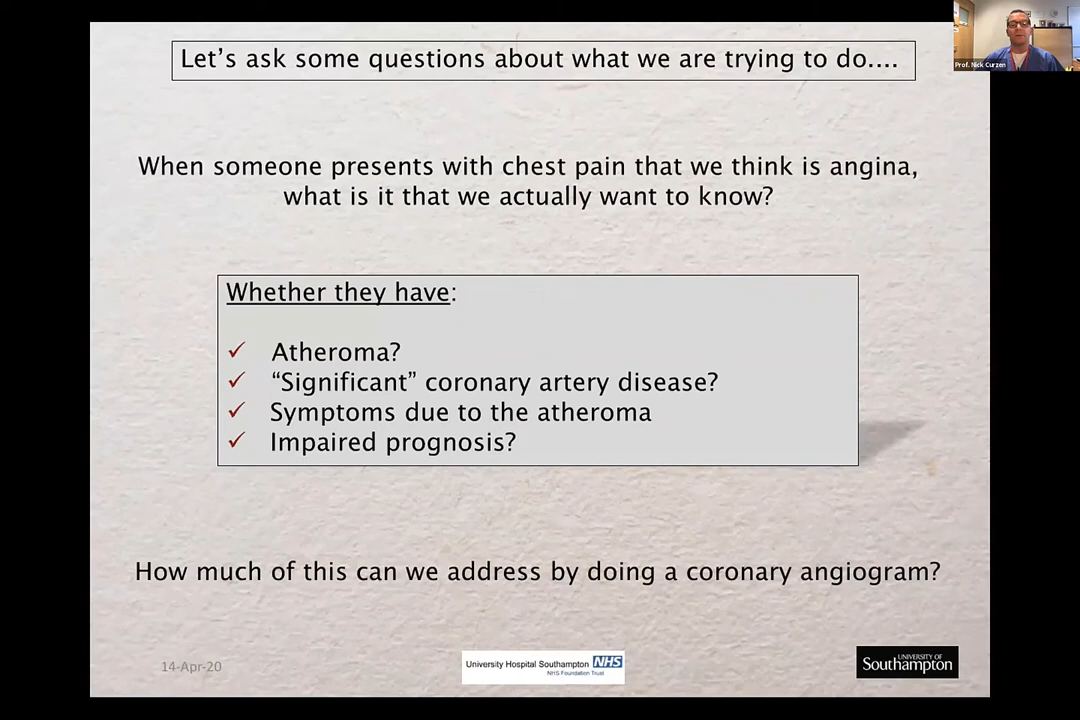 Let's ask some questions about what we are trying to do....
Prof. Nick Curzen
When someone presents with chest pain that we think is angina,
what is it that we actually want to know?
Whether they have:
✓ Atheroma?
✓ “Significant” coronary artery disease?
✓ Symptoms due to the atheroma
✓ Impaired prognosis?
How much of this can we address by doing a coronary angiogram?
14-Apr-20
University Hospital Southampton NHS
NHS Foundation Trust
UNIVERSITY OF
Southampton